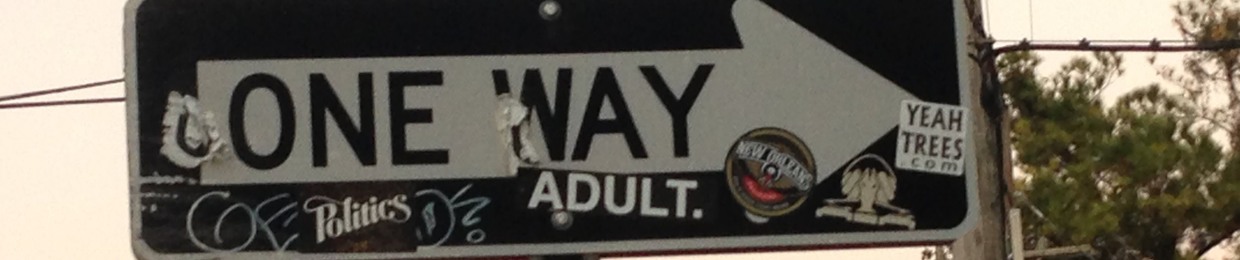 ONE WAY
YEAH
TREES
.com
NEW ORLEANS
ADULT.
Politics